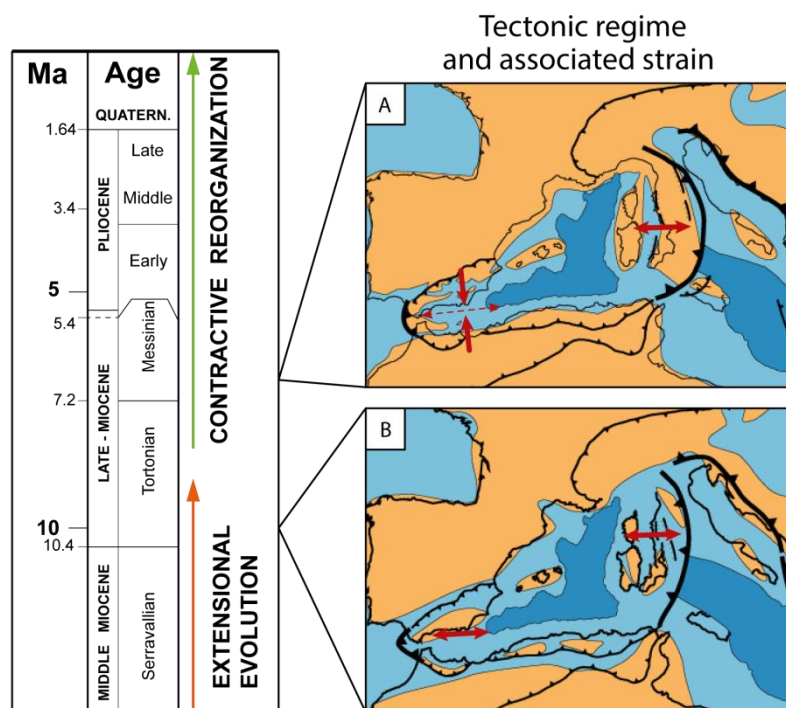 Tectonic regime
and associated strain
Ma
Age
QUATERN.
1.64
Late
Middle
3.4
PLIOCENE
Early
5
5.4
Messinian
7.2
LATE - MIOCENE
Tortonian
10
10.4
MIDDLE MIOCENE
Serravallian
CONTRACTIVE REORGANIZATION
EXTENSIONAL
EVOLUTION
A
B